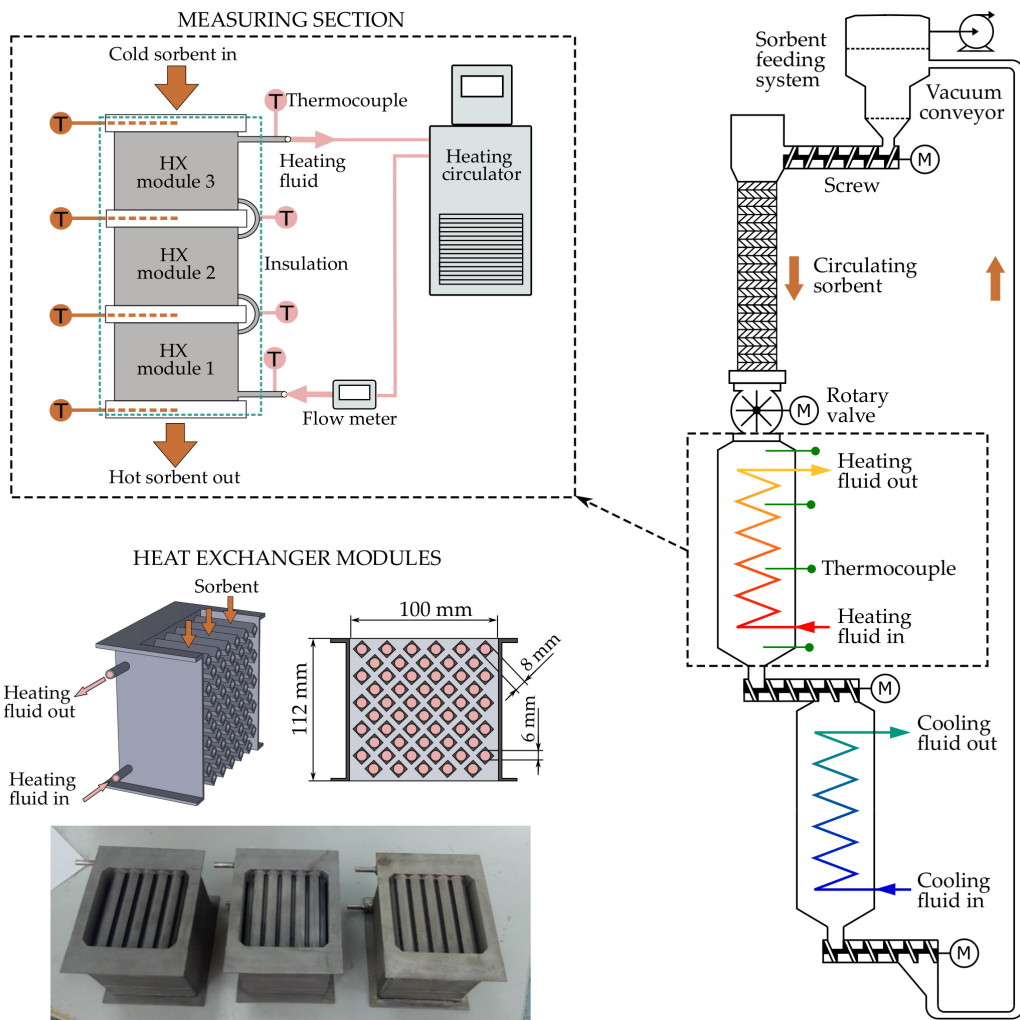 MEASURING SECTION
Cold sorbent in
T
Thermocouple
T
HX
module 3
Heating
fluid
Heating
circulator
T
T
HX
module 2
Insulation
T
T
HX
module 1
T
T
Flow meter
Hot sorbent out
Sorbent
feeding
system
Vacuum
conveyor
M
Screw
Circulating
sorbent
M
Rotary
valve
Heating
fluid out
Thermocouple
Heating
fluid in
M
Cooling
fluid out
Cooling
fluid in
M
HEAT EXCHANGER MODULES
Sorbent
Heating
fluid out
Heating
fluid in
100 mm
112 mm
8 mm
6 mm